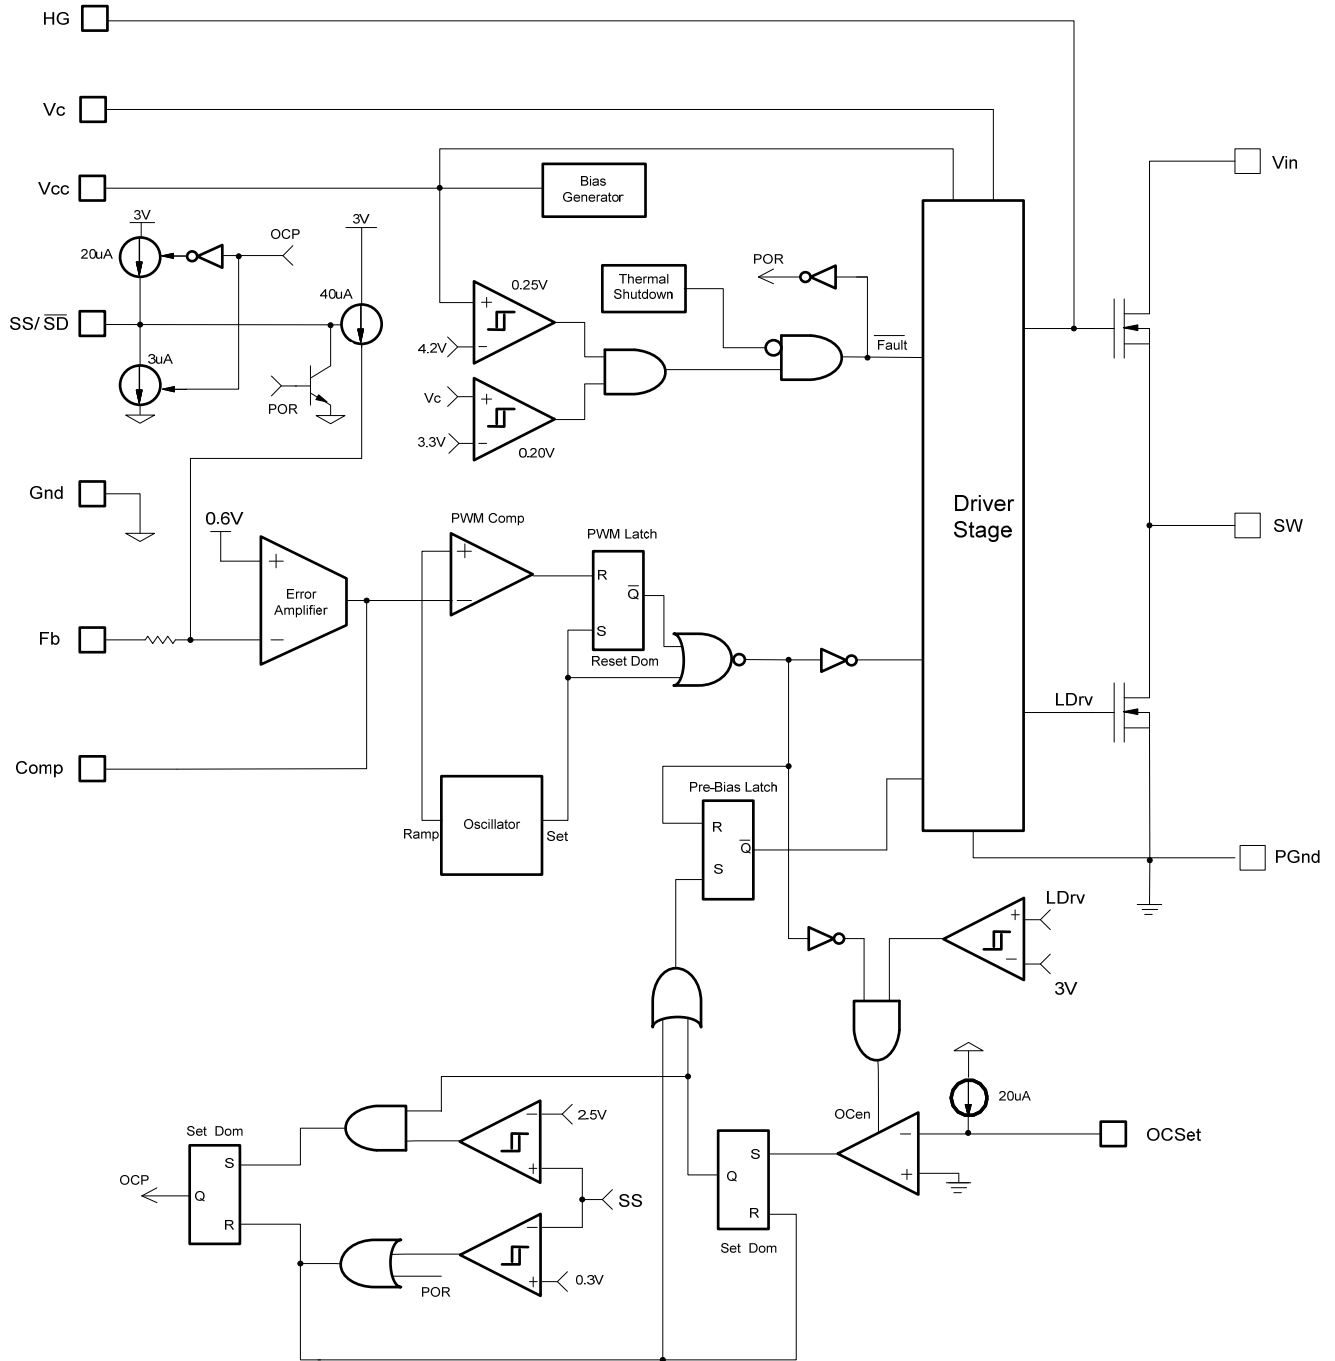 HG
Vc
Vcc
Bias
Generator
Vin
3V
3V
20uA
OCP
40uA
SS/ SD
3uA
POR
0.25V
+
4.2V
-
Thermal
Shutdown
POR
Fault
Vc
+
3.3V
-
0.20V
Gnd
Driver
Stage
SW
0.6V
+
Error
Amplifier
-
Fb
PWM Comp
+
-
PWM Latch
R
Q
S
Reset Dom
LDrv
Comp
Ramp
Oscillator
Set
Pre-Bias Latch
R
Q
S
PGnd
LDrv
+
-
3V
20uA
OCen
-
+
OCSet
2.5V
-
+
Set Dom
S
Q
R
OCP
SS
-
+
0.3V
POR
S
Q
R
Set Dom